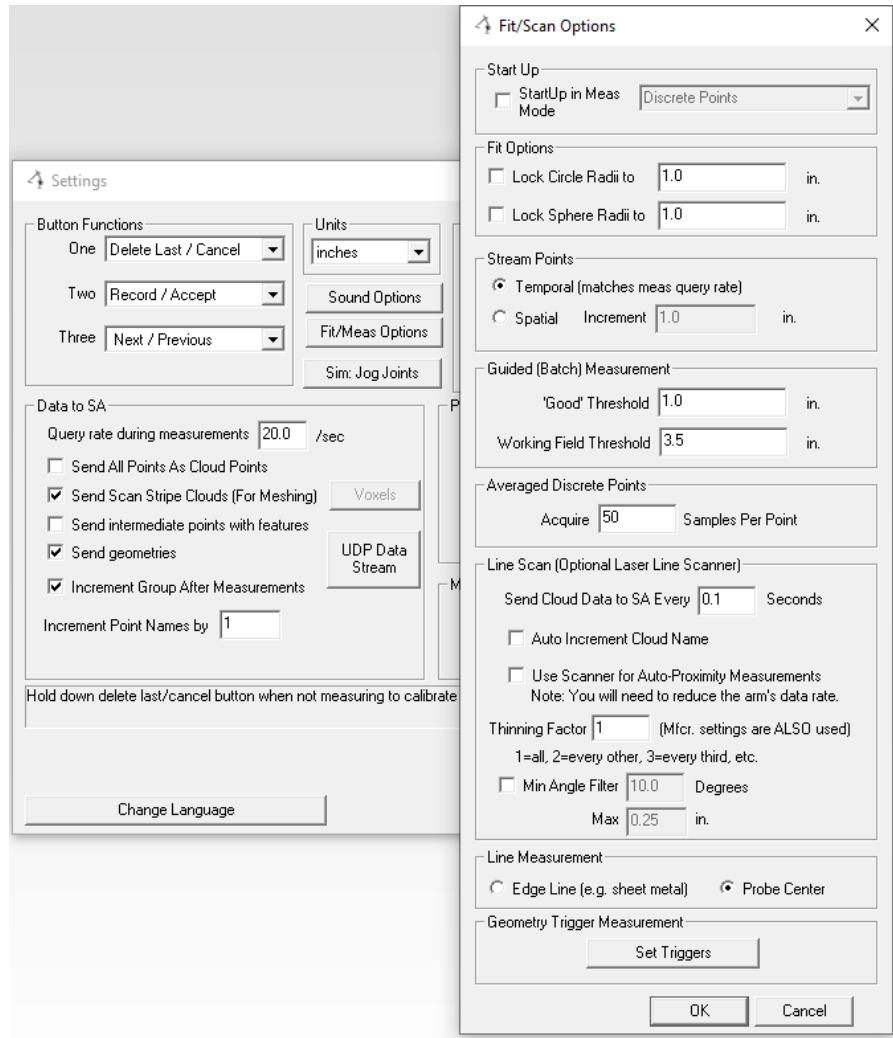 Settings
Button Functions
One Delete Last / Cancel
Two Record / Accept
Three Next / Previous
Units
inches
Sound Options
Fit/Meas Options
Sim: Jog Joints
Data to SA
Query rate during measurements 20.0 /sec
Send All Points As Cloud Points
Send Scan Stripe Clouds (For Meshing)
Voxels
Send intermediate points with features
Send geometries
UDP Data
Stream
Increment Group After Measurements
Increment Point Names by 1
P
M
Hold down delete last/cancel button when not measuring to calibrate
Change Language
Fit/Scan Options
Start Up
StartUp in Meas
Mode
Discrete Points
Fit Options
Lock Circle Radii to 1.0 in.
Lock Sphere Radii to 1.0 in.
Stream Points
Temporal (matches meas query rate)
Spatial Increment 1.0 in.
Guided (Batch) Measurement
'Good' Threshold 1.0 in.
Working Field Threshold 3.5 in.
Averaged Discrete Points
Acquire 50 Samples Per Point
Line Scan (Optional Laser Line Scanner)
Send Cloud Data to SA Every 0.1 Seconds
Auto Increment Cloud Name
Use Scanner for Auto-Proximity Measurements
Note: You will need to reduce the arm's data rate.
Thinning Factor 1 (Mfcr. settings are ALSO used)
1=all, 2=every other, 3=every third, etc.
Min Angle Filter 10.0 Degrees
Max 0.25 in.
Line Measurement
Edge Line (e.g. sheet metal) Probe Center
Geometry Trigger Measurement
Set Triggers
OK Cancel